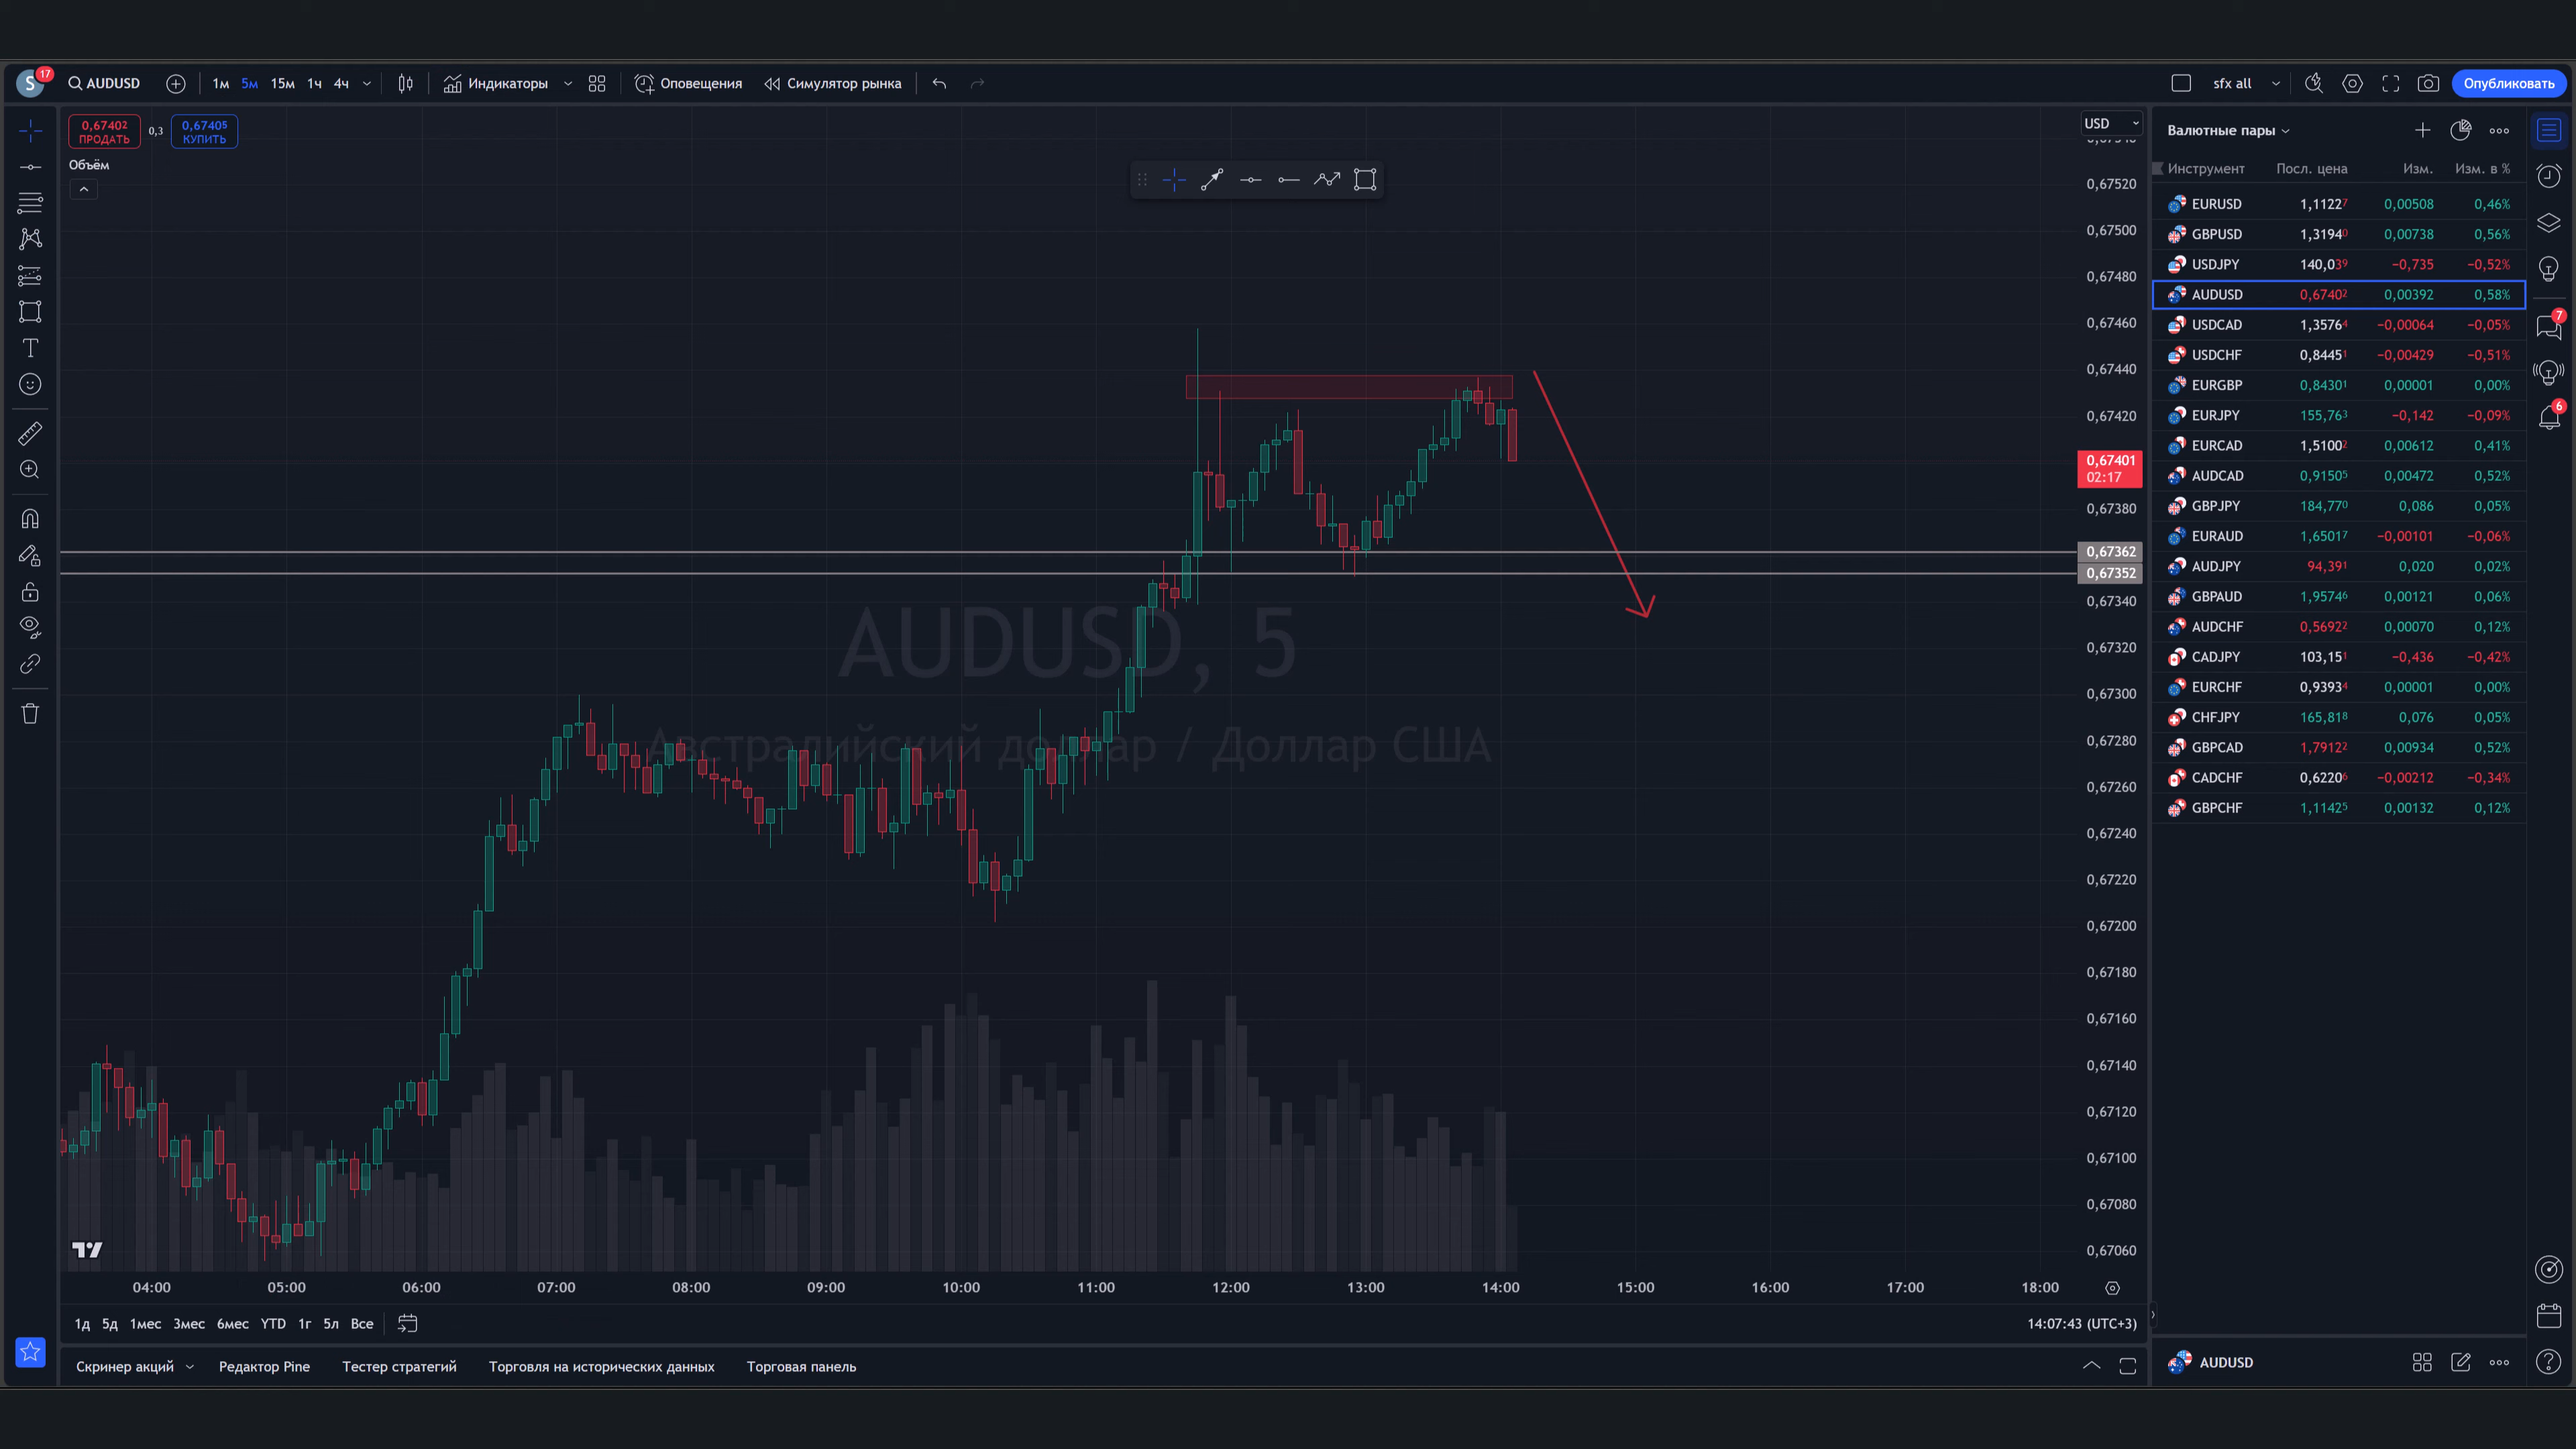 S 17 AUDUSD 1м 5м 15м 1ч 4ч Индикаторы Оповещения Симулятор рынка sfx all Опубликовать
0,67402 ПРОДАТЬ 0,3 0,67405 КУПИТЬ
Объём
USD
0,67520
0,67500
0,67480
0,67460
0,67440
0,67420
0,67401
02:17
0,67380
0,67362
0,67352
0,67340
0,67320
0,67300
0,67280
0,67260
0,67240
0,67220
0,67200
0,67180
0,67160
0,67140
0,67120
0,67100
0,67080
0,67060
AUDUSD, 5
Австралийский доллар / Доллар США
04:00 05:00 06:00 07:00 08:00 09:00 10:00 11:00 12:00 13:00 14:00 15:00 16:00 17:00 18:00
1д 5д 1мес 3мес 6мес YTD 1г 5л Все
14:07:43 (UTC+3)
Скринер акций Редактор Pine Тестер стратегий Торговля на исторических данных Торговая панель
Валютные пары
Инструмент Посл. цена Изм. Изм. в %
EURUSD 1,11227 0,00508 0,46%
GBPUSD 1,31940 0,00738 0,56%
USDJPY 140,039 −0,735 −0,52%
AUDUSD 0,67402 0,00392 0,58%
USDCAD 1,35764 −0,00064 −0,05%
USDCHF 0,84451 −0,00429 −0,51%
EURGBP 0,84301 0,00001 0,00%
EURJPY 155,763 −0,142 −0,09%
EURCAD 1,51002 0,00612 0,41%
AUDCAD 0,91505 0,00472 0,52%
GBPJPY 184,770 0,086 0,05%
EURAUD 1,65017 −0,00101 −0,06%
AUDJPY 94,391 0,020 0,02%
GBPAUD 1,95746 0,00121 0,06%
AUDCHF 0,56922 0,00070 0,12%
CADJPY 103,151 −0,436 −0,42%
EURCHF 0,93934 0,00001 0,00%
CHFJPY 165,818 0,076 0,05%
GBPCAD 1,79122 0,00934 0,52%
CADCHF 0,62206 −0,00212 −0,34%
GBPCHF 1,11425 0,00132 0,12%
AUDUSD
7
6